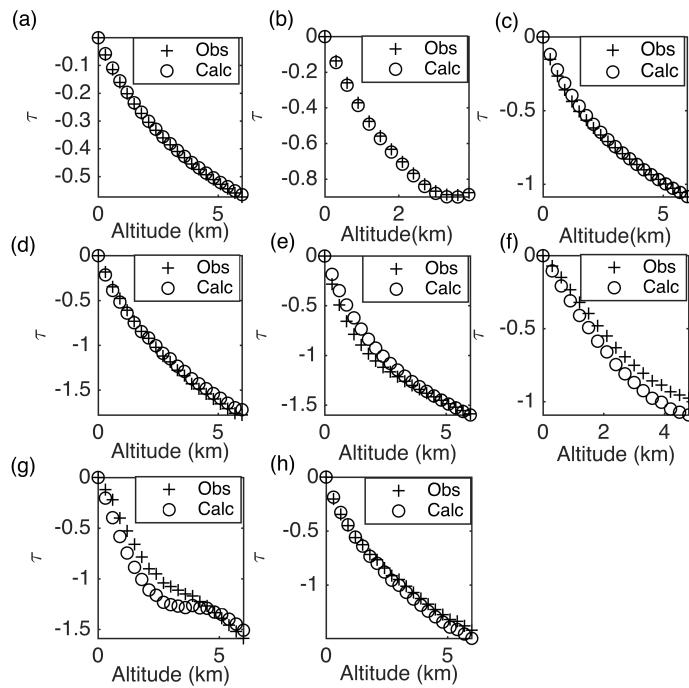 (a)
0
-0.1
-0.2
-0.3
-0.4
-0.5
τ
Obs
Calc
0
5
Altitude (km)
(b)
0
-0.2
-0.4
-0.6
-0.8
τ
Obs
Calc
0
2
Altitude(km)
(c)
0
-0.5
-1
τ
Obs
Calc
0
5
Altitude(km)
(d)
0
-0.5
-1
-1.5
τ
Obs
Calc
0
5
Altitude (km)
(e)
0
-0.5
-1
-1.5
τ
Obs
Calc
0
5
Altitude (km)
(f)
0
-0.5
-1
τ
Obs
Calc
0
2
4
Altitude (km)
(g)
0
-0.5
-1
-1.5
τ
Obs
Calc
0
5
Altitude (km)
(h)
0
-0.5
-1
τ
Obs
Calc
0
5
Altitude (km)